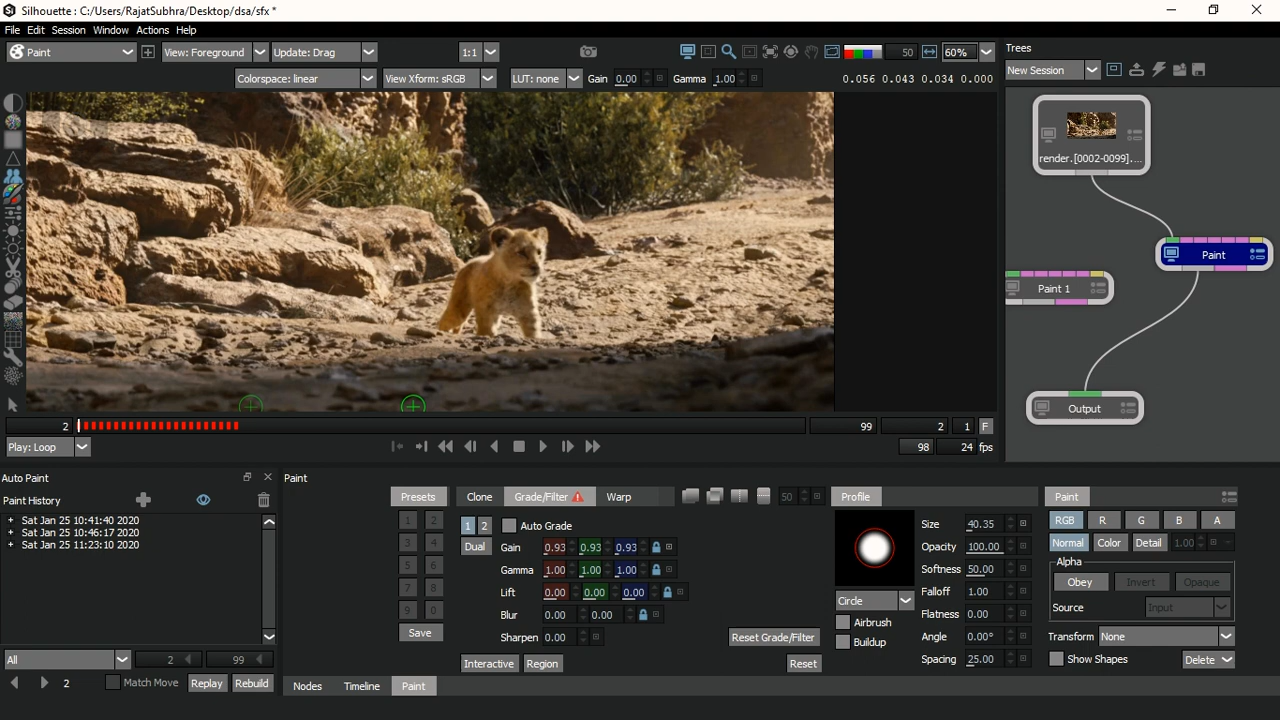 Silhouette : C:/Users/RajatSubhra/Desktop/dsa/sfx *
File Edit Session Window Actions Help
Paint View: Foreground Update: Drag 1:1 50 60%
Colorspace: linear View Xform: sRGB LUT: none Gain 0.00 Gamma 1.00 0.056 0.043 0.034 0.000
Trees
New Session
render.[0002-0099]....
Paint
Paint 1
Output
2 99 2 1 F
Play: Loop 98 24 fps
Auto Paint
Paint History
Sat Jan 25 10:41:40 2020
Sat Jan 25 10:46:17 2020
Sat Jan 25 11:23:10 2020
All 2 99
2 Match Move Replay Rebuild
Paint
Presets
1 2
3 4
5 6
7 8
9 0
Save
Clone Grade/Filter Warp 50
1 2 Auto Grade
Dual Gain 0.93 0.93 0.93
Gamma 1.00 1.00 1.00
Lift 0.00 0.00 0.00
Blur 0.00 0.00
Sharpen 0.00 Reset Grade/Filter
Interactive Region Reset
Profile
Circle
Airbrush
Buildup
Size 40.35
Opacity 100.00
Softness 50.00
Falloff 1.00
Flatness 0.00
Angle 0.00°
Spacing 25.00
Paint
RGB R G B A
Normal Color Detail 1.00
Alpha
Obey Invert Opaque
Source Input
Transform None
Show Shapes Delete
Nodes Timeline Paint